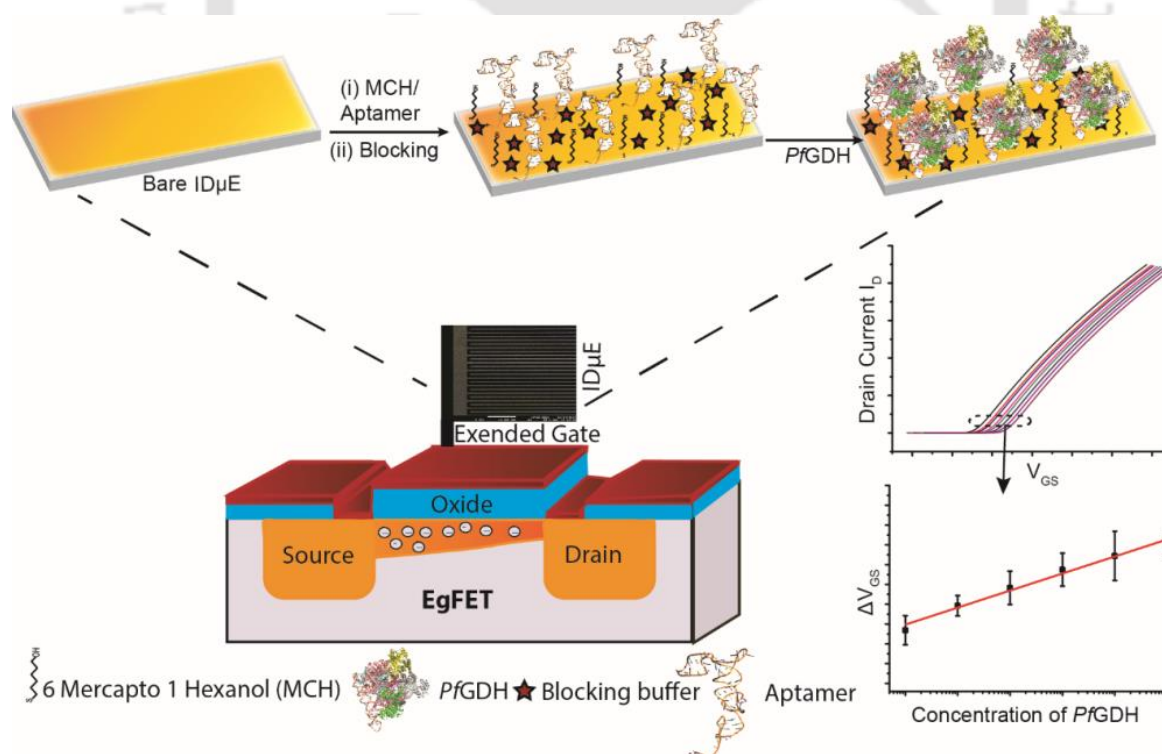 (i) MCH/
Aptamer
(ii) Blocking
Bare IDµE
PfGDH
IDµE
Exended Gate
Oxide
Source
Drain
EgFET
Drain Current I_D
V_GS
ΔV_GS
Concentration of PfGDH
6 Mercapto 1 Hexanol (MCH)
PfGDH
Blocking buffer
Aptamer